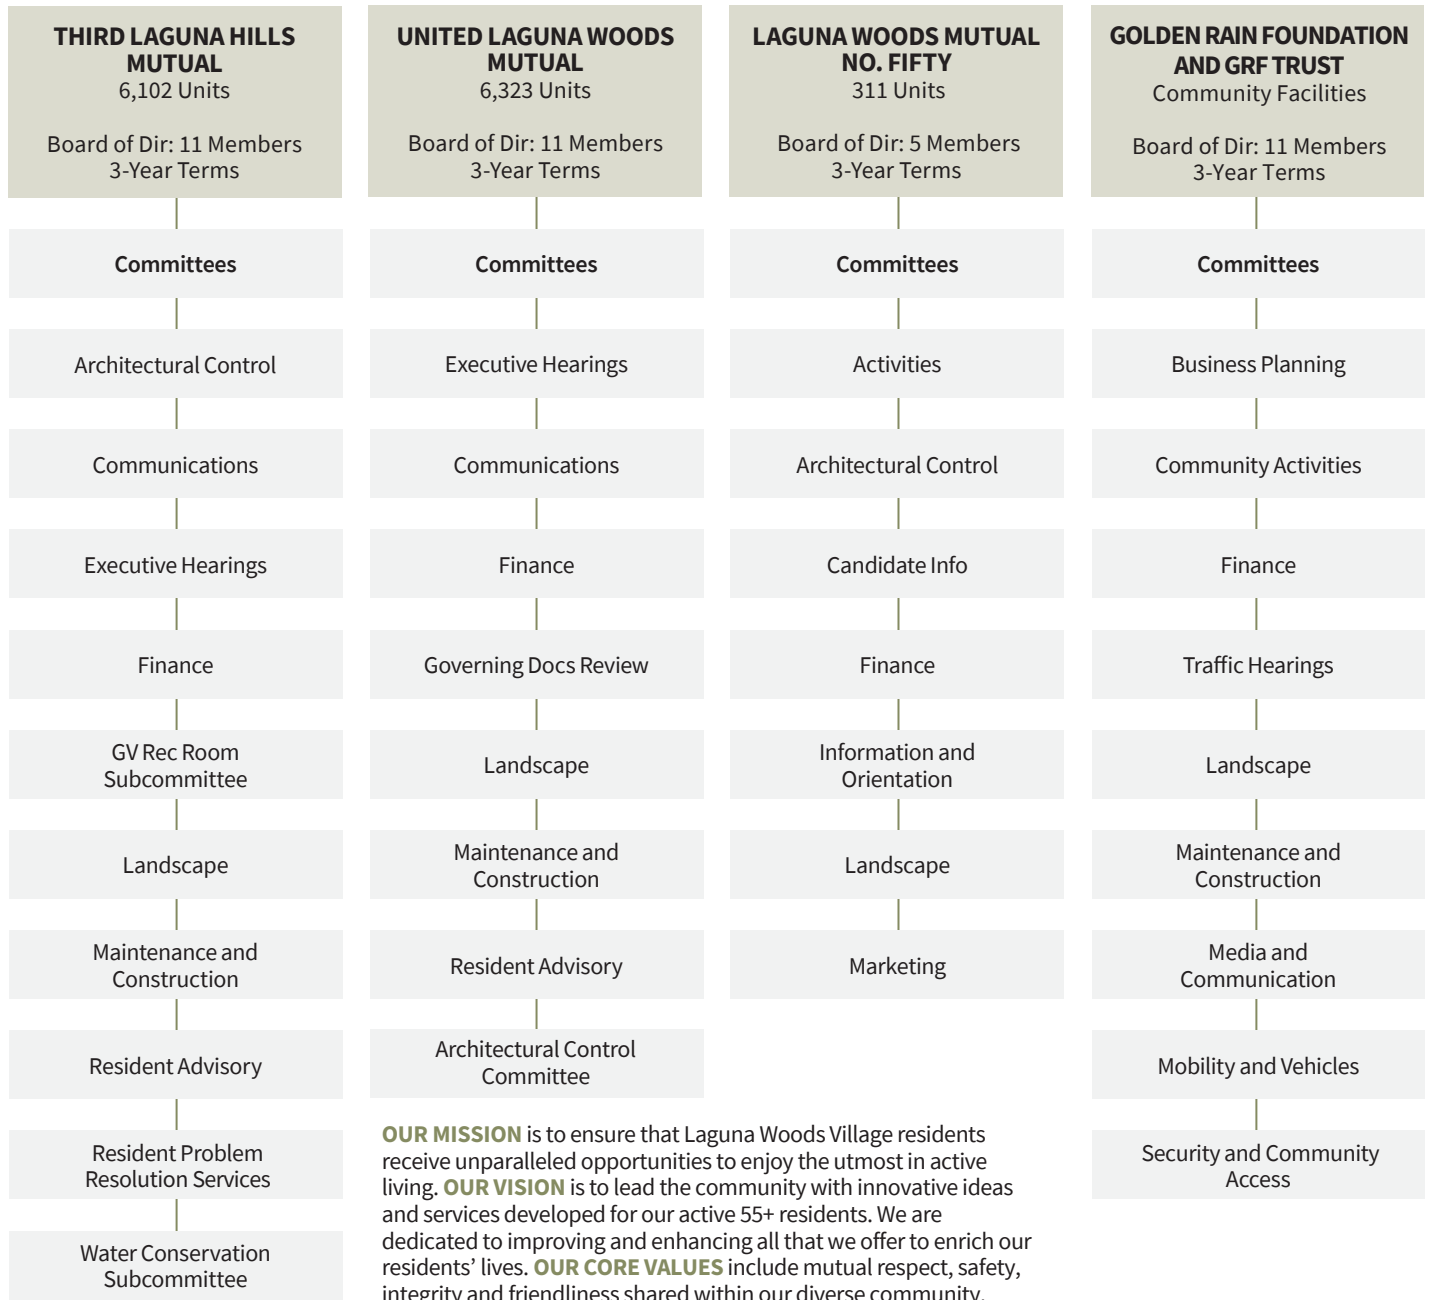 THIRD LAGUNA HILLS
MUTUAL
6,102 Units
Board of Dir: 11 Members
3-Year Terms
Committees
Architectural Control
Communications
Executive Hearings
Finance
GV Rec Room
Subcommittee
Landscape
Maintenance and
Construction
Resident Advisory
Resident Problem
Resolution Services
Water Conservation
Subcommittee
UNITED LAGUNA WOODS
MUTUAL
6,323 Units
Board of Dir: 11 Members
3-Year Terms
Committees
Executive Hearings
Communications
Finance
Governing Docs Review
Landscape
Maintenance and
Construction
Resident Advisory
Architectural Control
Committee
LAGUNA WOODS MUTUAL
NO. FIFTY
311 Units
Board of Dir: 5 Members
3-Year Terms
Committees
Activities
Architectural Control
Candidate Info
Finance
Information and
Orientation
Landscape
Marketing
GOLDEN RAIN FOUNDATION
AND GRF TRUST
Community Facilities
Board of Dir: 11 Members
3-Year Terms
Committees
Business Planning
Community Activities
Finance
Traffic Hearings
Landscape
Maintenance and
Construction
Media and
Communication
Mobility and Vehicles
Security and Community
Access
OUR MISSION is to ensure that Laguna Woods Village residents
receive unparalleled opportunities to enjoy the utmost in active
living. OUR VISION is to lead the community with innovative ideas
and services developed for our active 55+ residents. We are
dedicated to improving and enhancing all that we offer to enrich our
residents' lives. OUR CORE VALUES include mutual respect, safety,
integrity and friendliness shared within our diverse community.